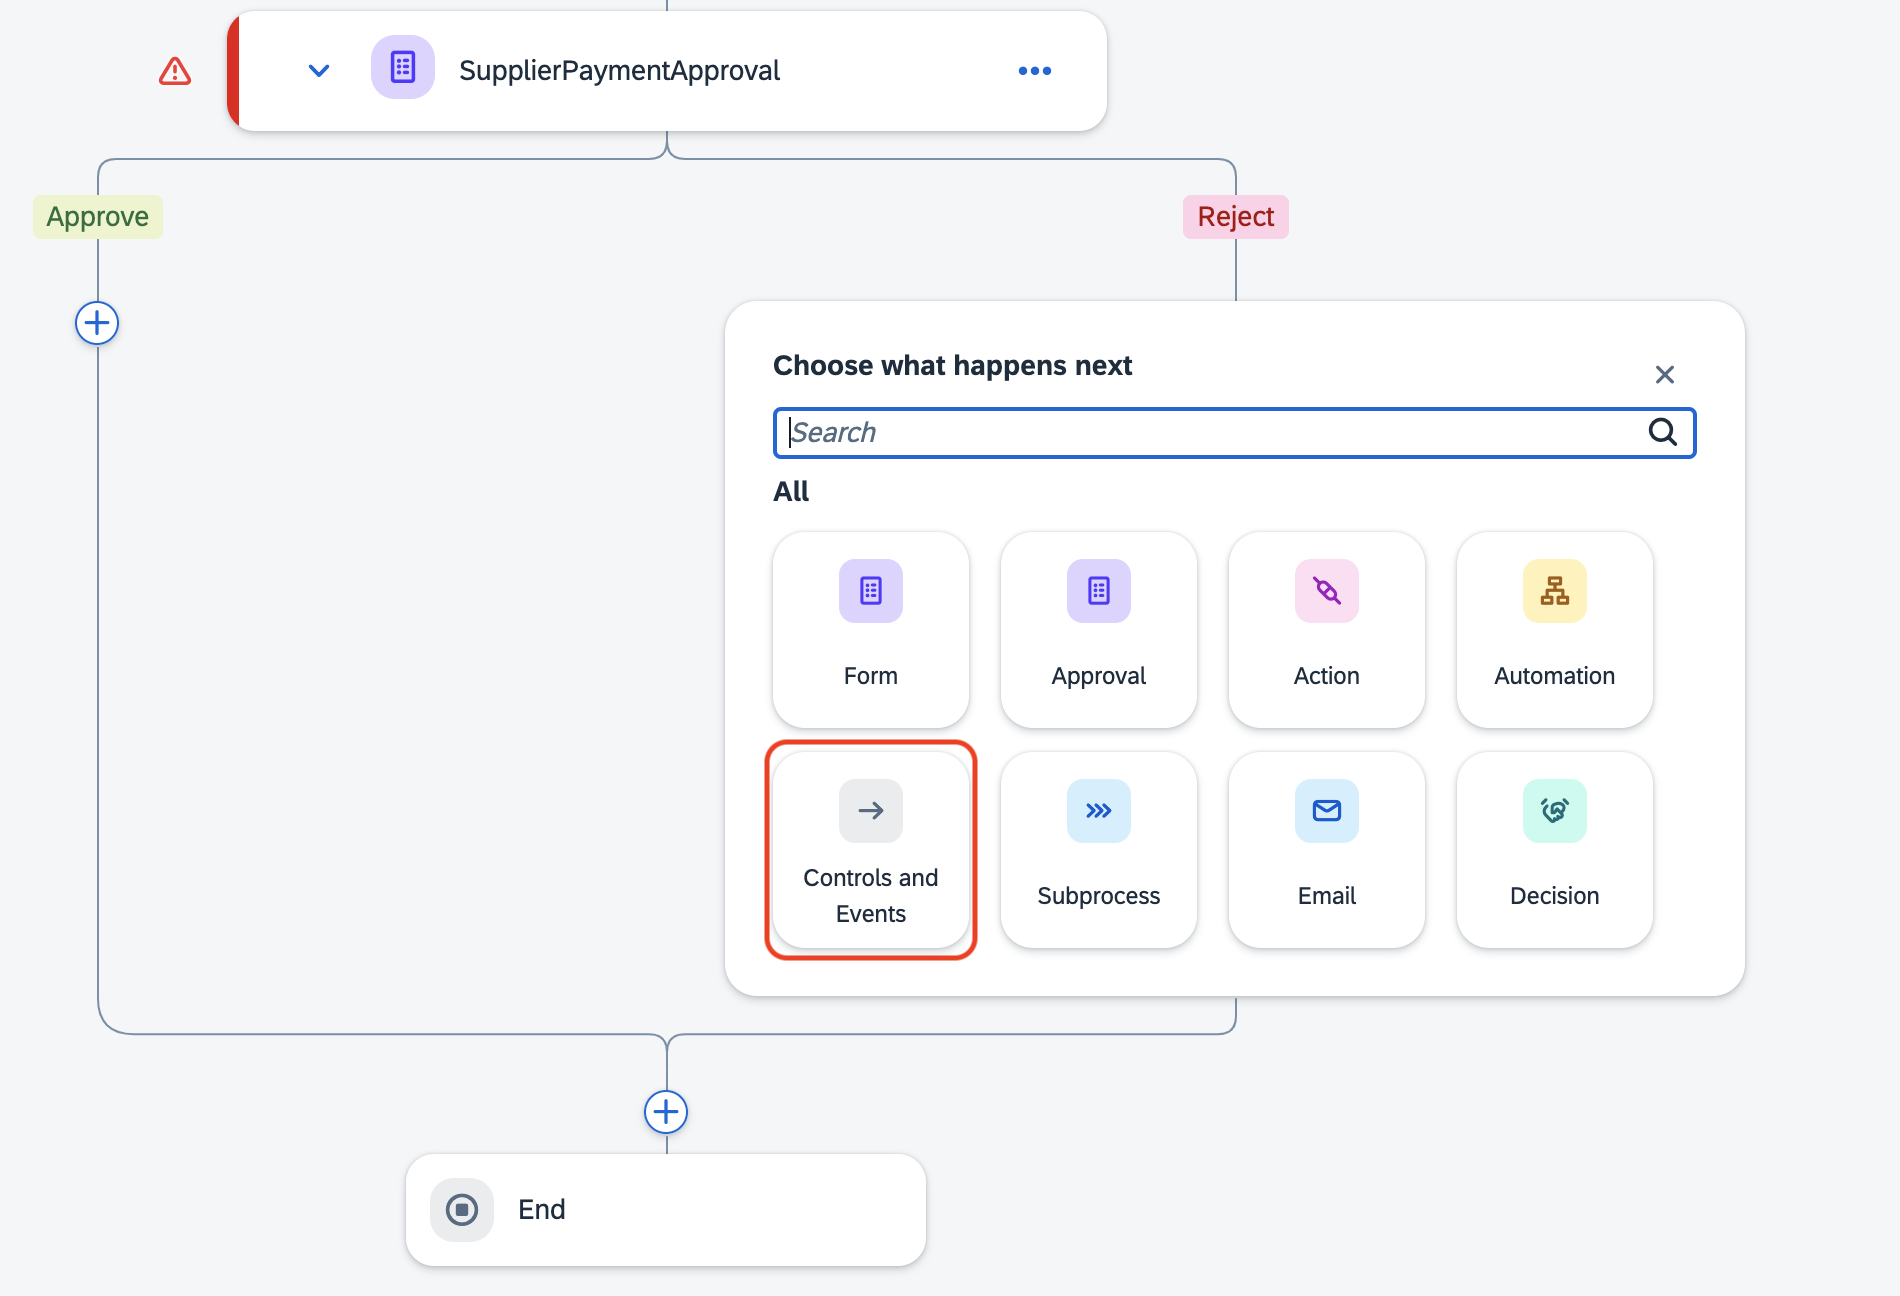 SupplierPaymentApproval
Approve
Reject
Choose what happens next
Search
All
Form
Approval
Action
Automation
Controls and
Events
Subprocess
Email
Decision
End